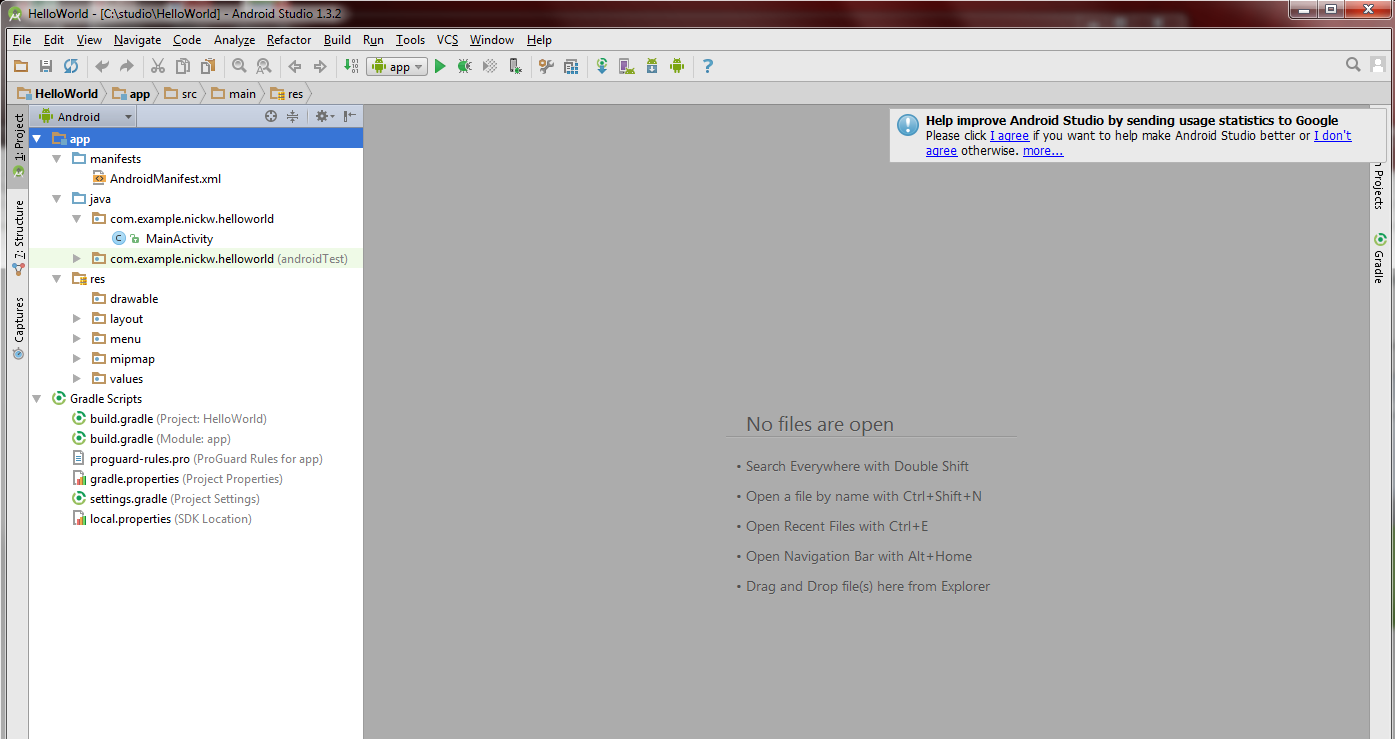 HelloWorld - [C:\studio\HelloWorld] - Android Studio 1.3.2
File Edit View Navigate Code Analyze Refactor Build Run Tools VCS Window Help
app
HelloWorld app src main res
Android
1: Project
7: Structure
Captures
app
manifests
AndroidManifest.xml
java
com.example.nickw.helloworld
MainActivity
com.example.nickw.helloworld (androidTest)
res
drawable
layout
menu
mipmap
values
Gradle Scripts
build.gradle (Project: HelloWorld)
build.gradle (Module: app)
proguard-rules.pro (ProGuard Rules for app)
gradle.properties (Project Properties)
settings.gradle (Project Settings)
local.properties (SDK Location)
Help improve Android Studio by sending usage statistics to Google
Please click I agree if you want to help make Android Studio better or I don't
agree otherwise. more...
No files are open
• Search Everywhere with Double Shift
• Open a file by name with Ctrl+Shift+N
• Open Recent Files with Ctrl+E
• Open Navigation Bar with Alt+Home
• Drag and Drop file(s) here from Explorer
Projects
Gradle